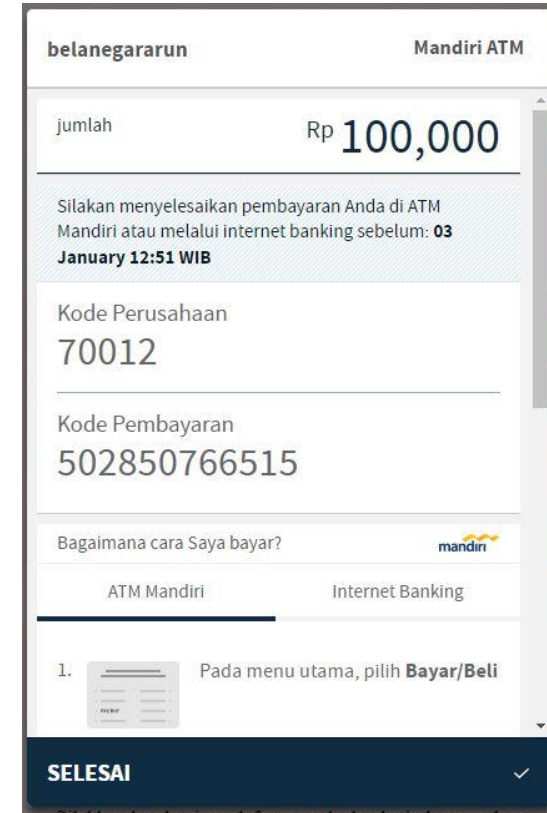 belanegararun Mandiri ATM
jumlah Rp 100,000
Silakan menyelesaikan pembayaran Anda di ATM
Mandiri atau melalui internet banking sebelum: 03
January 12:51 WIB
Kode Perusahaan
70012
Kode Pembayaran
502850766515
Bagaimana cara Saya bayar? mandiri
ATM Mandiri Internet Banking
1. Pada menu utama, pilih Bayar/Beli
SELESAI